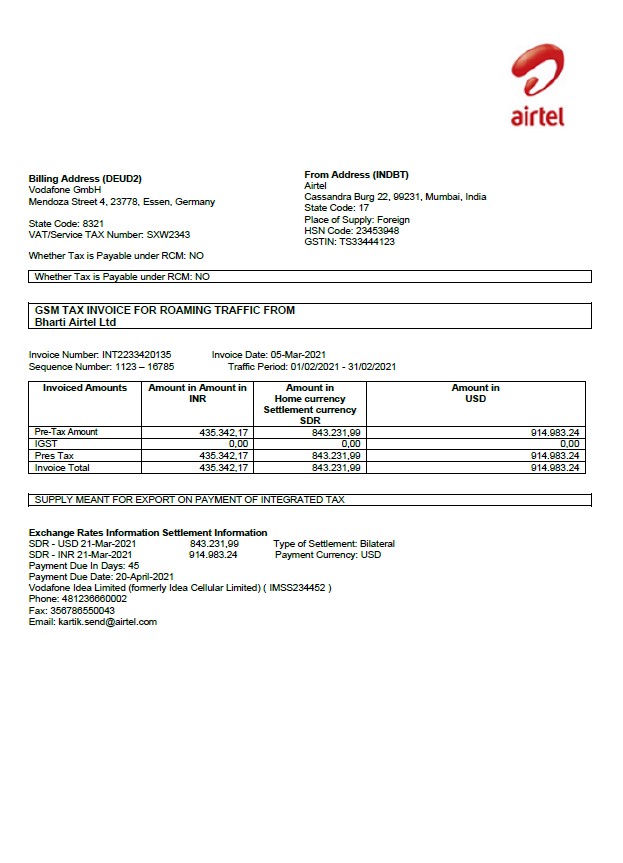 airtel
Billing Address (DEUD2)
Vodafone GmbH
Mendoza Street 4, 23778, Essen, Germany
State Code: 8321
VAT/Service TAX Number: SXW2343
Whether Tax is Payable under RCM: NO
From Address (INDBT)
Airtel
Cassandra Burg 22, 99231, Mumbai, India
State Code: 17
Place of Supply: Foreign
HSN Code: 23453948
GSTIN: TS33444123
Whether Tax is Payable under RCM: NO
GSM TAX INVOICE FOR ROAMING TRAFFIC FROM
Bharti Airtel Ltd
Invoice Number: INT2233420135 Invoice Date: 05-Mar-2021
Sequence Number: 1123 – 16785 Traffic Period: 01/02/2021 - 31/02/2021
Invoiced Amounts Amount in Amount in Amount in Amount in
INR Home currency USD
Settlement currency
SDR
Pre-Tax Amount 435.342,17 843.231,99 914.983.24
IGST 0,00 0,00 0,00
Pres Tax 435.342,17 843.231,99 914.983.24
Invoice Total 435.342,17 843.231,99 914.983.24
SUPPLY MEANT FOR EXPORT ON PAYMENT OF INTEGRATED TAX
Exchange Rates Information Settlement Information
SDR - USD 21-Mar-2021 843.231,99 Type of Settlement: Bilateral
SDR - INR 21-Mar-2021 914.983.24 Payment Currency: USD
Payment Due In Days: 45
Payment Due Date: 20-April-2021
Vodafone Idea Limited (formerly Idea Cellular Limited) ( IMSS234452 )
Phone: 481236660002
Fax: 356786550043
Email: kartik.send@airtel.com